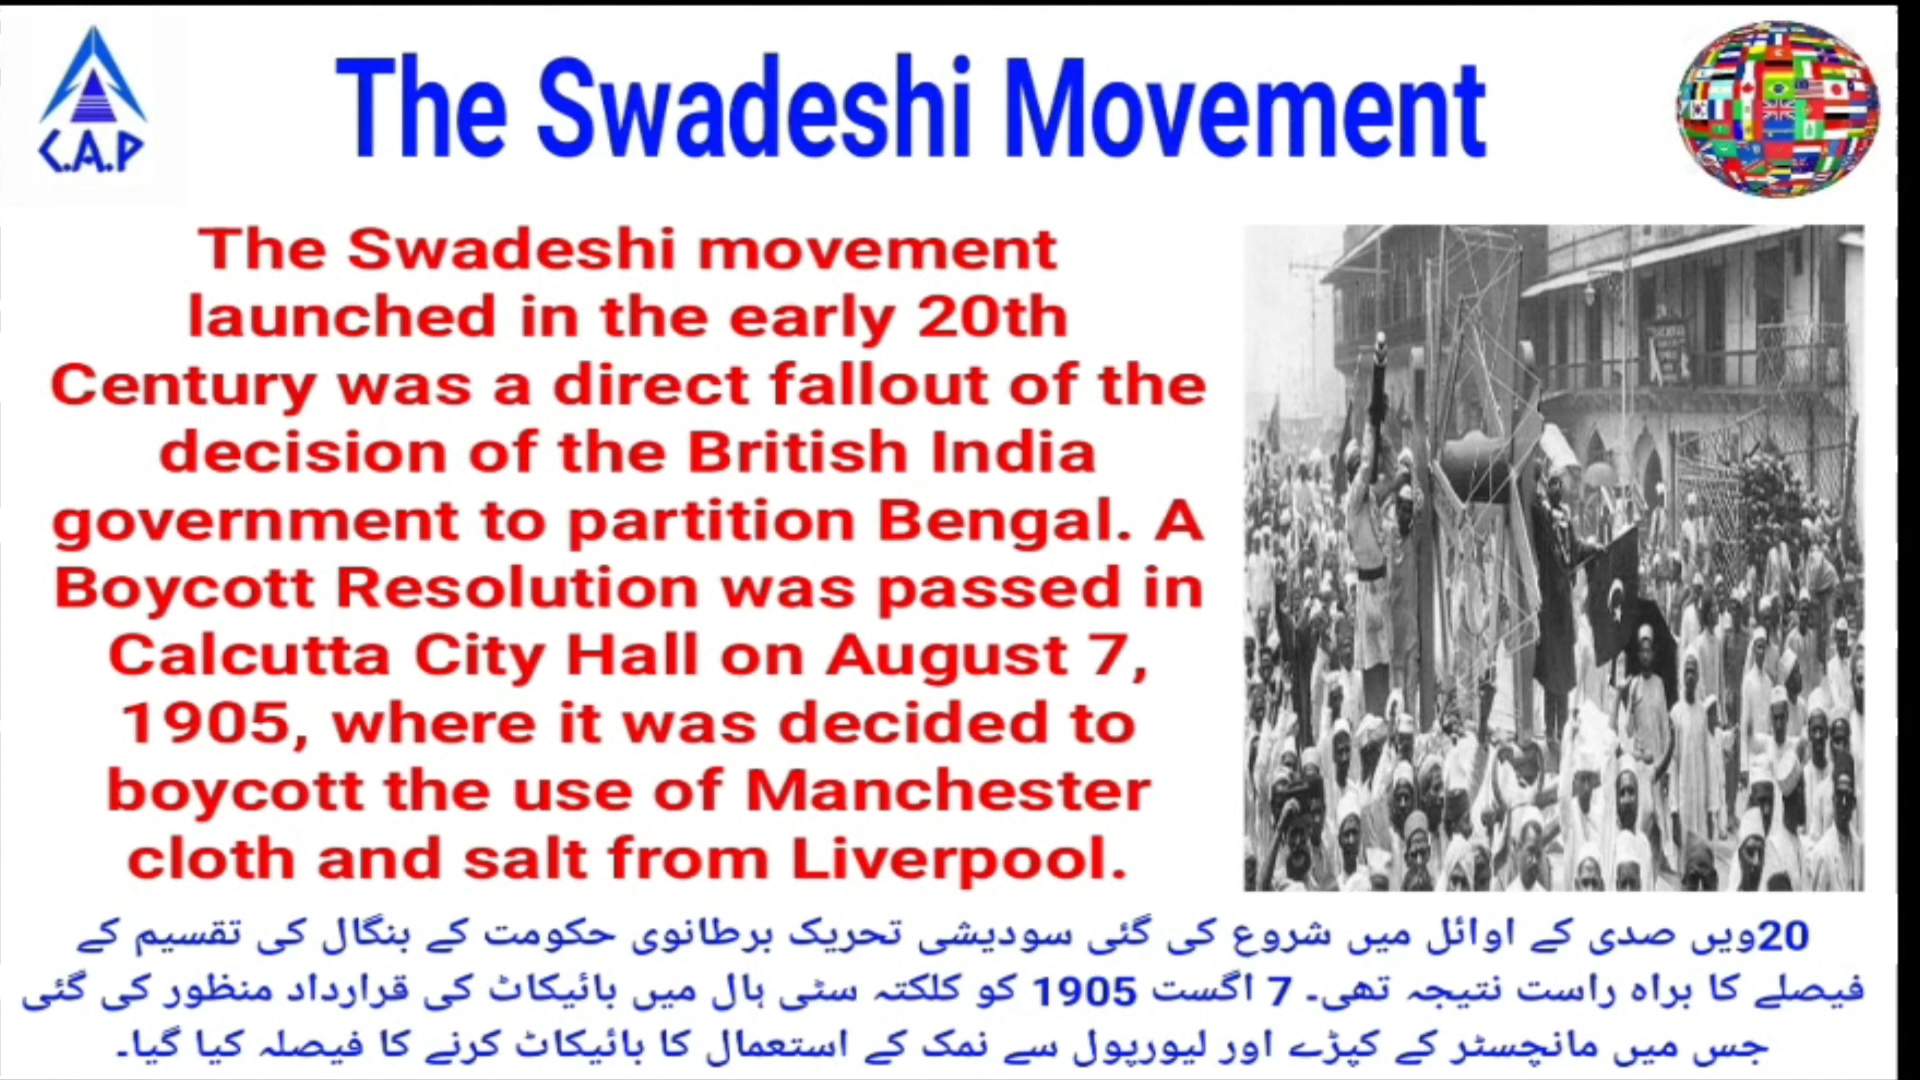 C.A.P
The Swadeshi Movement
The Swadeshi movement
launched in the early 20th
Century was a direct fallout of the
decision of the British India
government to partition Bengal. A
Boycott Resolution was passed in
Calcutta City Hall on August 7,
1905, where it was decided to
boycott the use of Manchester
cloth and salt from Liverpool.
20ویں صدی کے اوائل میں شروع کی گئی سودیشی تحریک برطانوی حکومت کے بنگال کی تقسیم کے
فیصلے کا براہ راست نتیجہ تھی۔ 7 اگست 1905 کو کلکتہ سٹی ہال میں بائیکاٹ کی قرارداد منظور کی گئی
جس میں مانچسٹر کے کپڑے اور لیورپول سے نمک کے استعمال کا بائیکاٹ کرنے کا فیصلہ کیا گیا۔